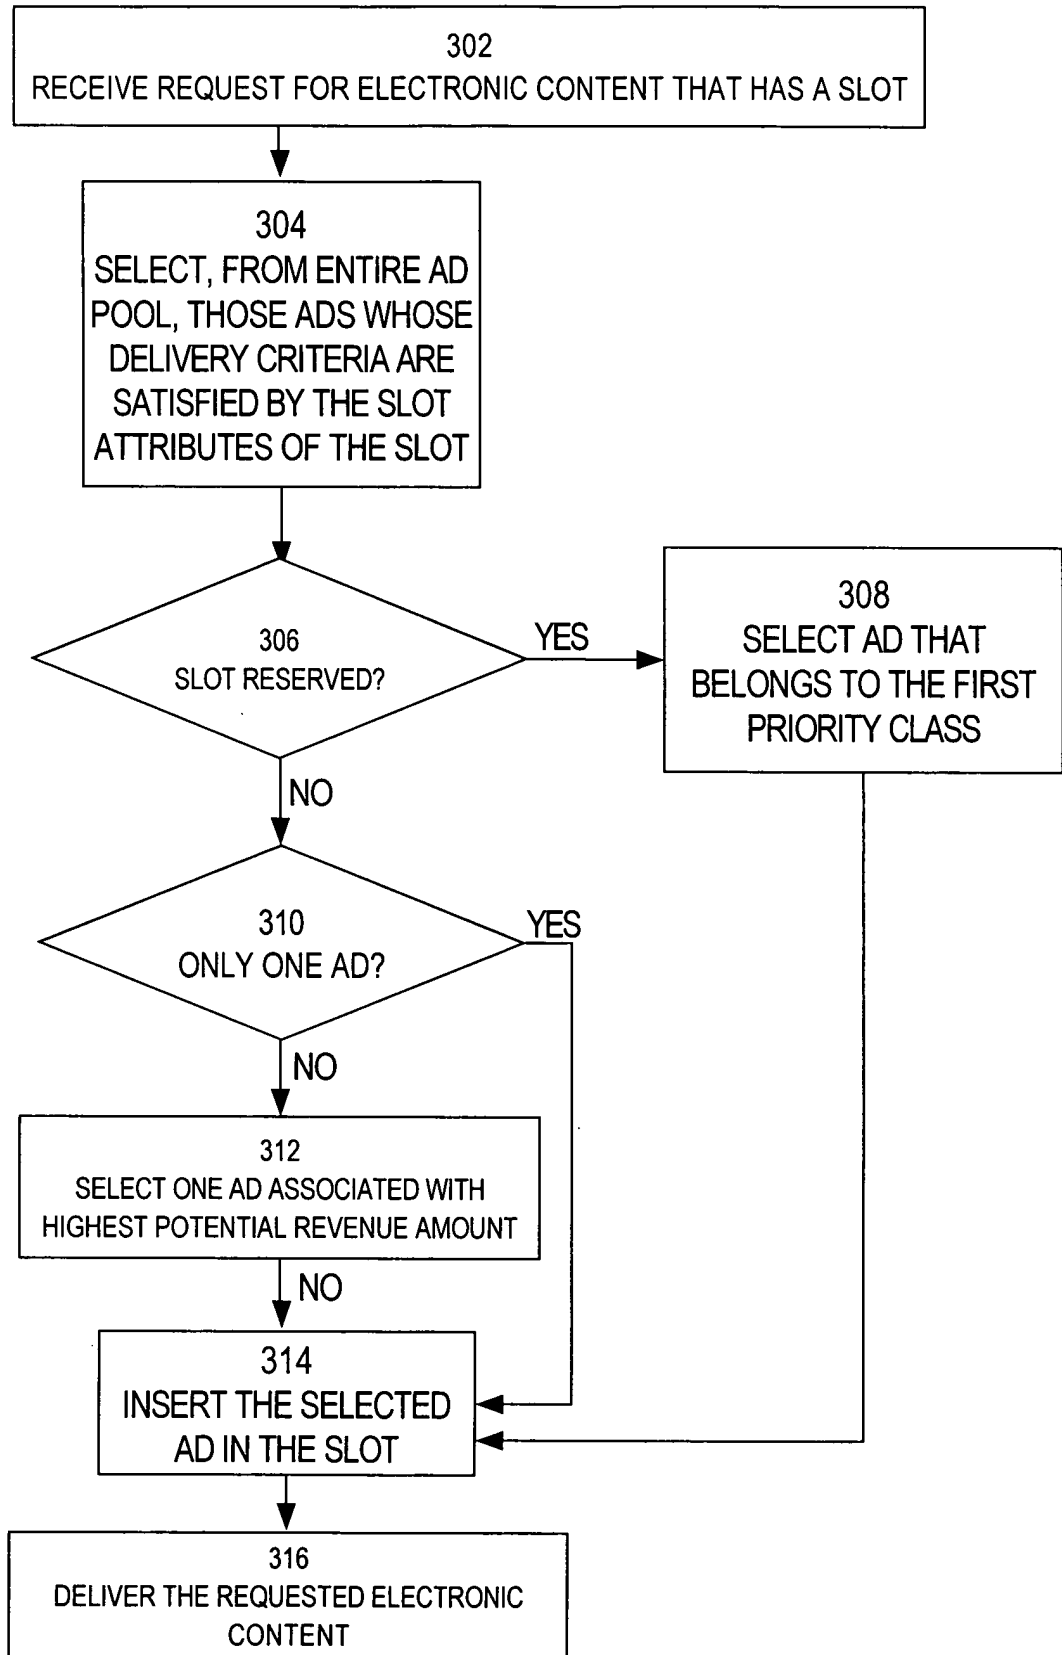 302
RECEIVE REQUEST FOR ELECTRONIC CONTENT THAT HAS A SLOT
304
SELECT, FROM ENTIRE AD
POOL, THOSE ADS WHOSE
DELIVERY CRITERIA ARE
SATISFIED BY THE SLOT
ATTRIBUTES OF THE SLOT
306
SLOT RESERVED?
YES
308
SELECT AD THAT
BELONGS TO THE FIRST
PRIORITY CLASS
NO
310
ONLY ONE AD?
YES
NO
312
SELECT ONE AD ASSOCIATED WITH
HIGHEST POTENTIAL REVENUE AMOUNT
NO
314
INSERT THE SELECTED
AD IN THE SLOT
316
DELIVER THE REQUESTED ELECTRONIC
CONTENT